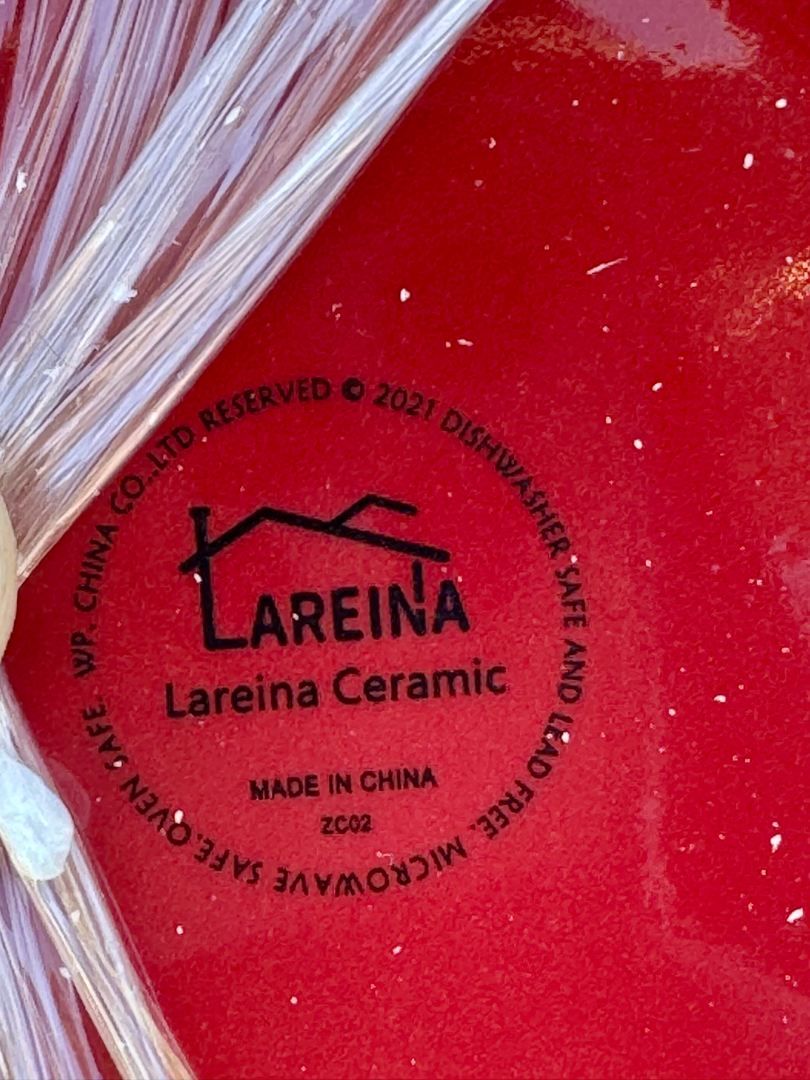 WP. CHINA CO.,LTD RESERVED © 2021 DISHWASHER SAFE AND LEAD FREE. MICROWAVE SAFE.OVEN SAFE.
LAREINA
Lareina Ceramic
MADE IN CHINA
ZC02